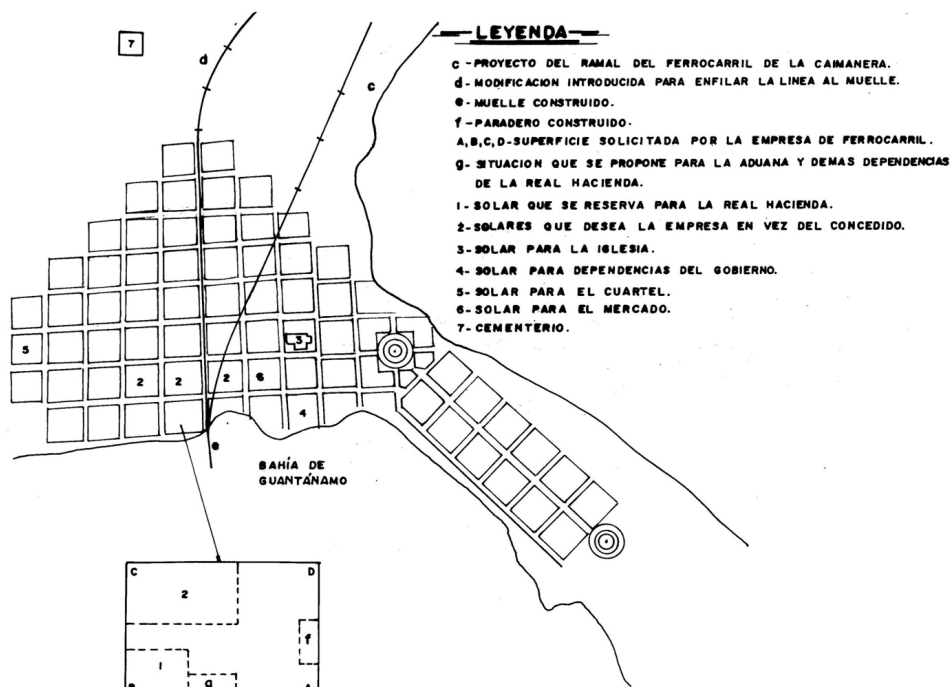 7
d
c
LEYENDA
c - PROYECTO DEL RAMAL DEL FERROCARRIL DE LA CAIMANERA.
d - MODIFICACION INTRODUCIDA PARA ENFILAR LA LINEA AL MUELLE.
e - MUELLE CONSTRUIDO.
f - PARADERO CONSTRUIDO.
A,B,C,D - SUPERFICIE SOLICITADA POR LA EMPRESA DE FERROCARRIL.
g - SITUACION QUE SE PROPONE PARA LA ADUANA Y DEMAS DEPENDENCIAS
DE LA REAL HACIENDA.
1 - SOLAR QUE SE RESERVA PARA LA REAL HACIENDA.
2 - SOLARES QUE DESEA LA EMPRESA EN VEZ DEL CONCEDIDO.
3 - SOLAR PARA LA IGLESIA.
4 - SOLAR PARA DEPENDENCIAS DEL GOBIERNO.
5 - SOLAR PARA EL CUARTEL.
6 - SOLAR PARA EL MERCADO.
7 - CEMENTERIO.
5
3
2 2 2 6
4
e
BAHÍA DE
GUANTÁNAMO
C D
2
f
1
g
B A